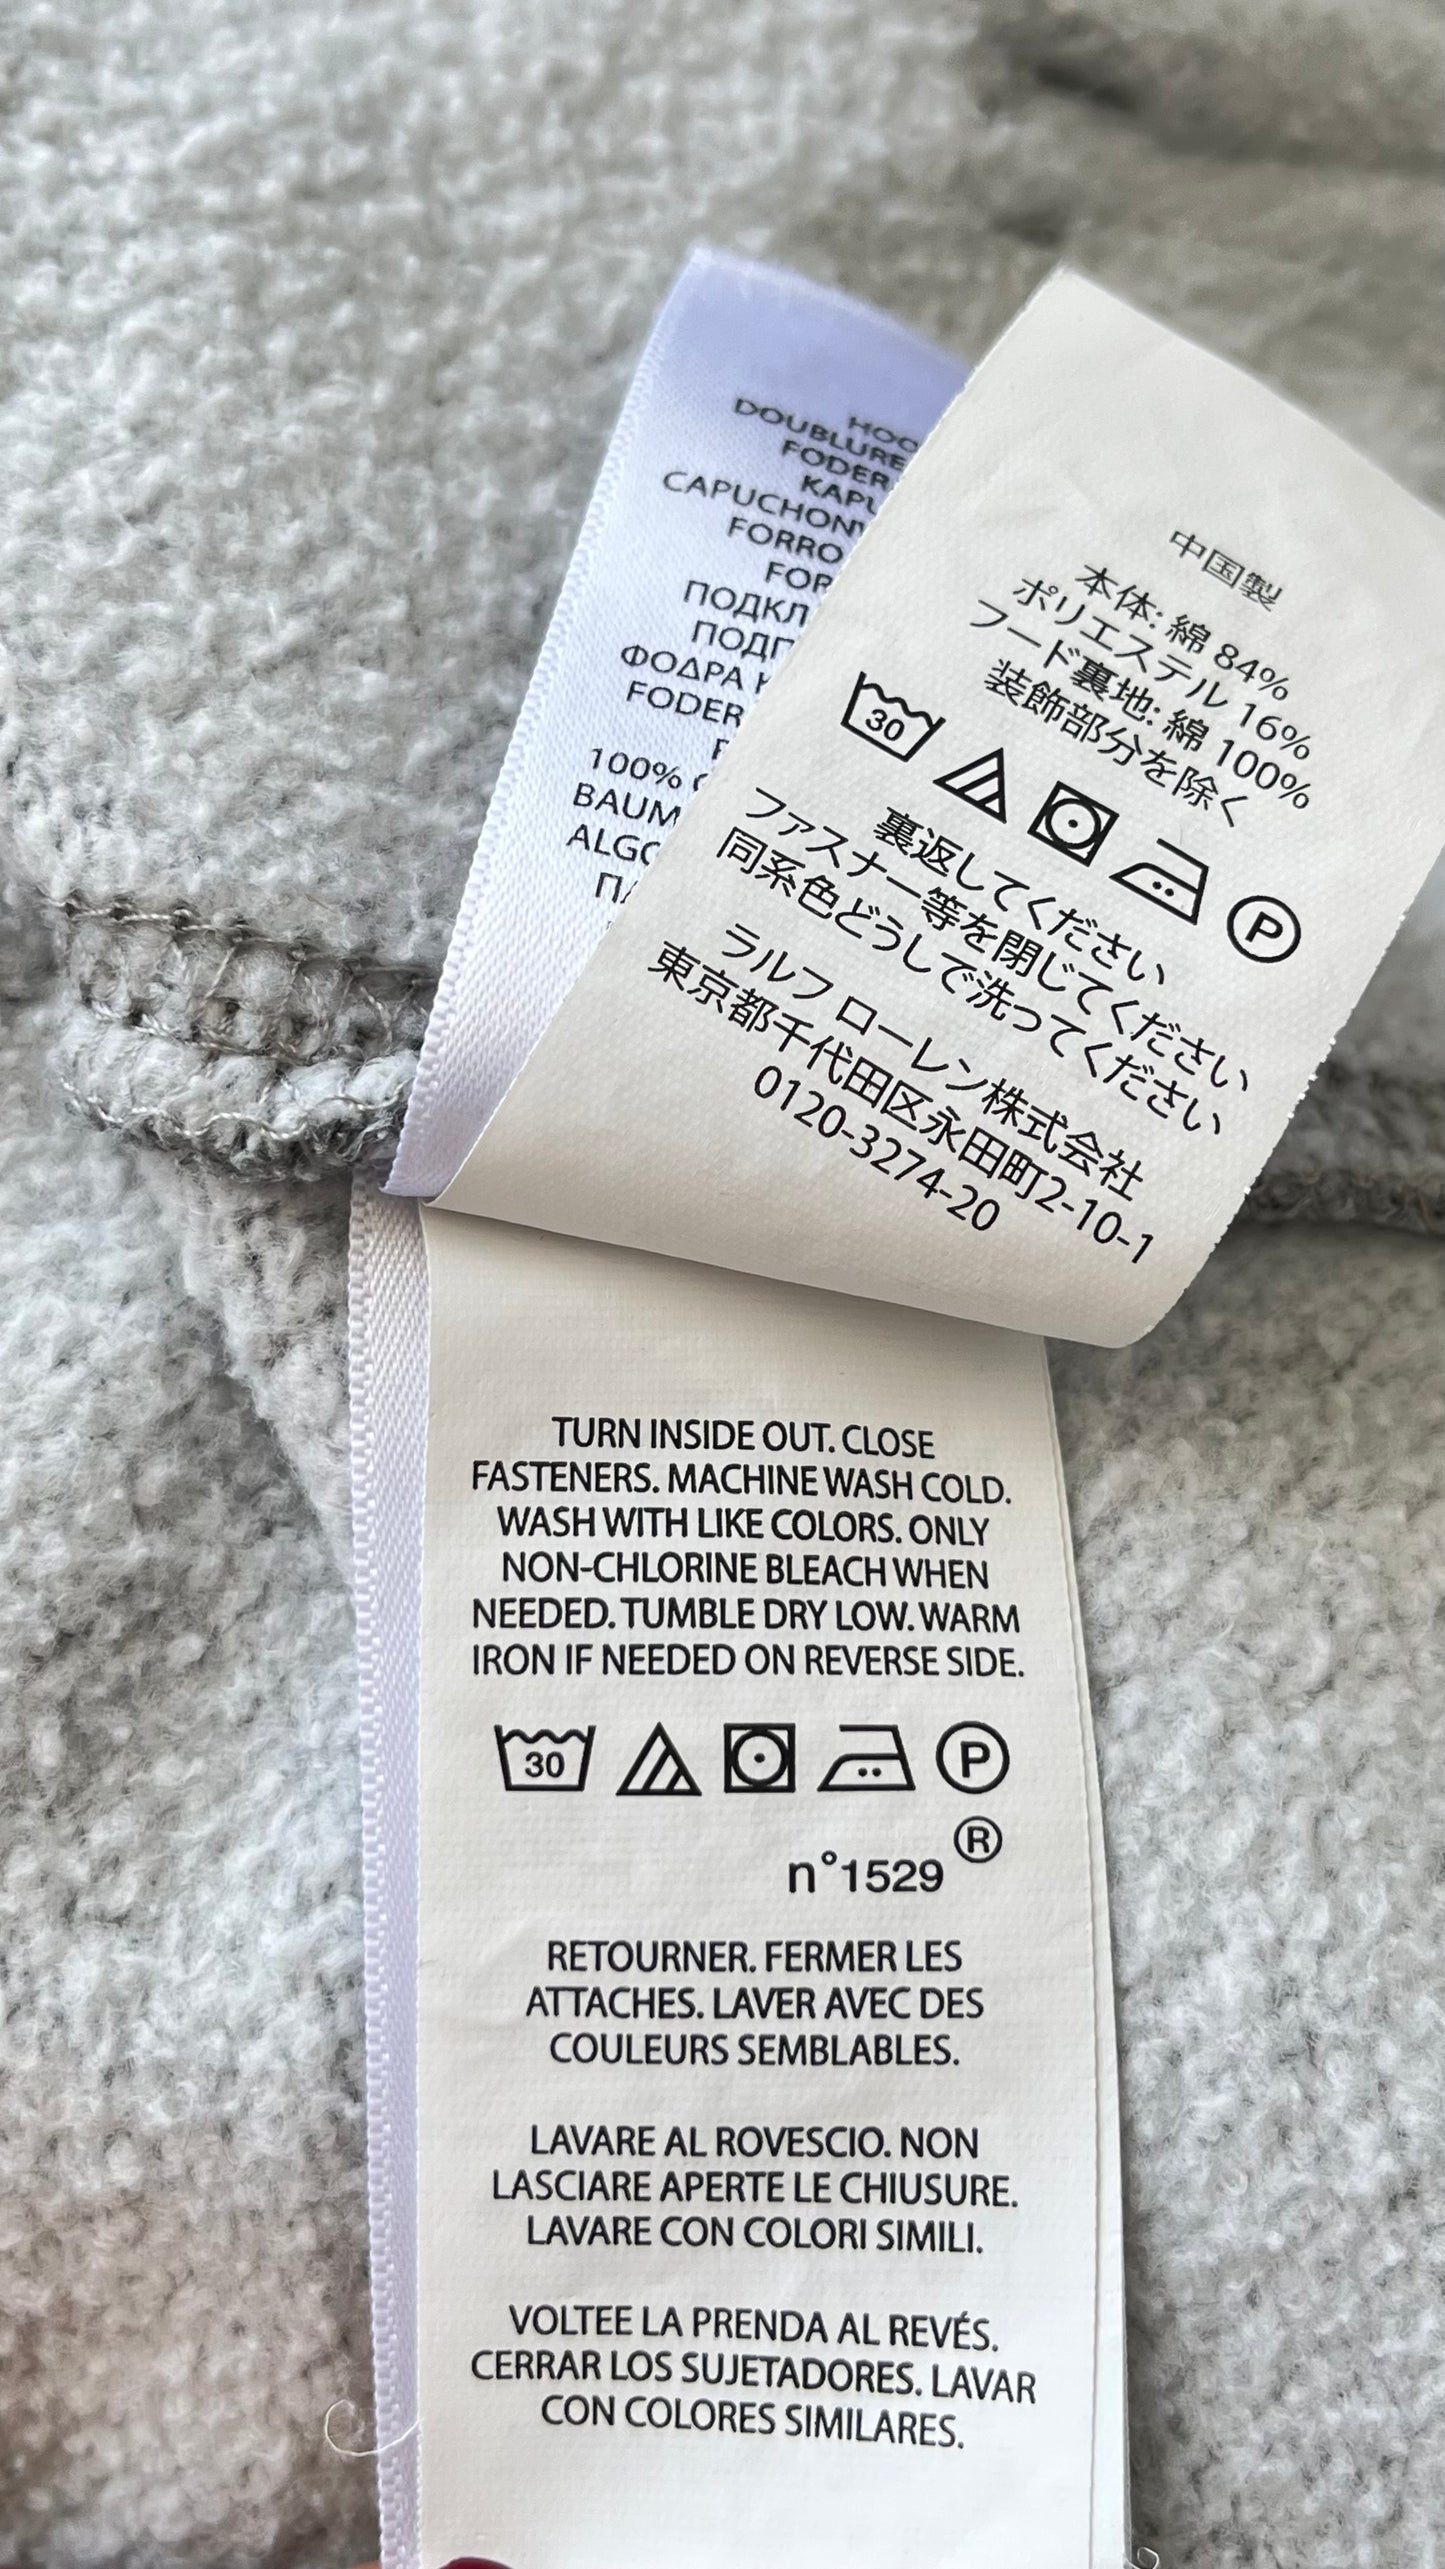 DOUBLURE
CAPUCHON
FORRO
100%
中国製
本体: 綿 84%
ポリエステル 16%
フード裏地: 綿 100%
装飾部分を除く
30
P
裏返してください
ファスナー等を閉じてください
同系色どうしで洗ってください
ラルフ ローレン株式会社
東京都千代田区永田町2-10-1
0120-3274-20
TURN INSIDE OUT. CLOSE
FASTENERS. MACHINE WASH COLD.
WASH WITH LIKE COLORS. ONLY
NON-CHLORINE BLEACH WHEN
NEEDED. TUMBLE DRY LOW. WARM
IRON IF NEEDED ON REVERSE SIDE.
30 P
n°1529 ®
RETOURNER. FERMER LES
ATTACHES. LAVER AVEC DES
COULEURS SEMBLABLES.
LAVARE AL ROVESCIO. NON
LASCIARE APERTE LE CHIUSURE.
LAVARE CON COLORI SIMILI.
VOLTEE LA PRENDA AL REVÉS.
CERRAR LOS SUJETADORES. LAVAR
CON COLORES SIMILARES.